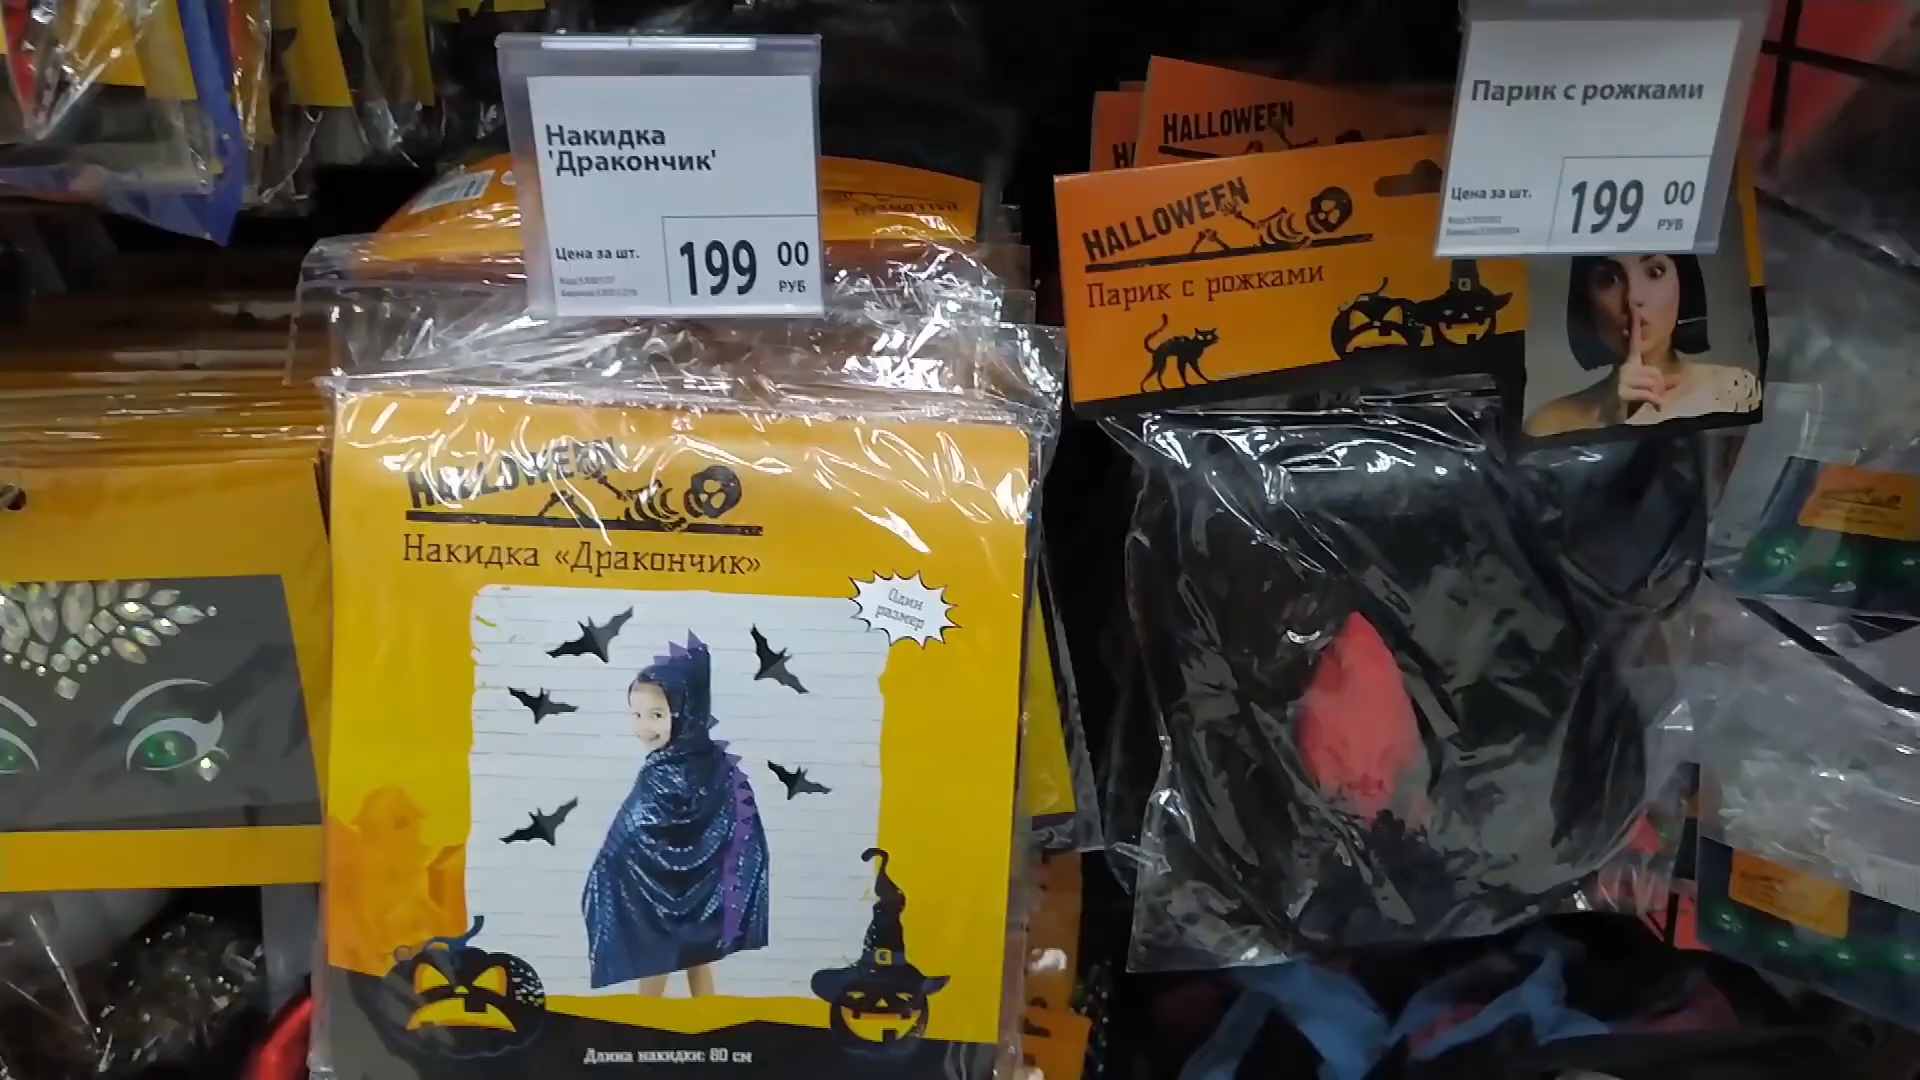 Накидка
'Дракончик'
Цена за шт.
199 00
РУБ
HALLOWEEN
Накидка «Дракончик»
Один
размер
Длина накидки: 80 см
Парик с рожками
Цена за шт.
199 00
РУБ
HALLOWEEN
HALLOWEEN
Парик с рожками